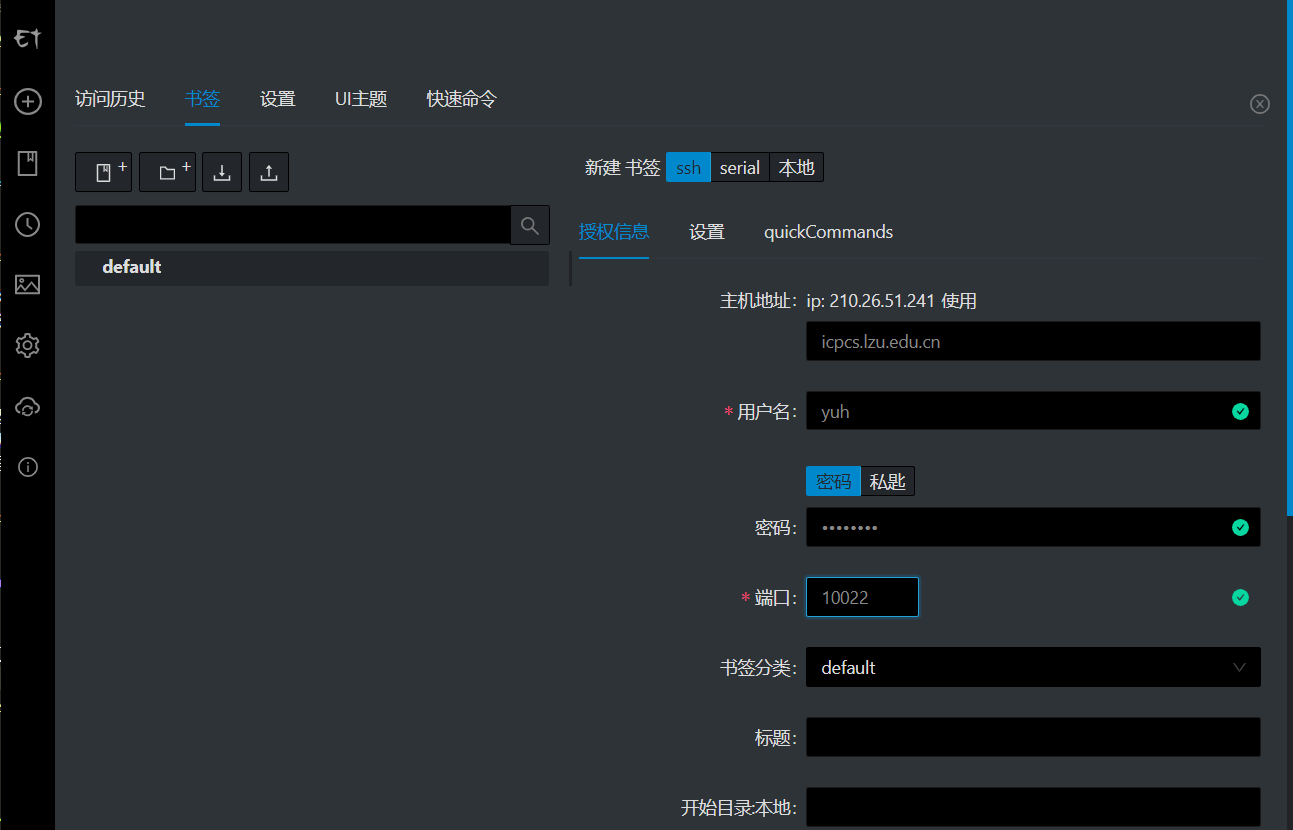 访问历史 书签 设置 UI主题 快速命令
新建 书签 ssh serial 本地
授权信息 设置 quickCommands
default
主机地址: ip: 210.26.51.241 使用
icpcs.lzu.edu.cn
* 用户名: yuh
密码 私匙
密码: ••••••••
* 端口: 10022
书签分类: default
标题:
开始目录:本地: